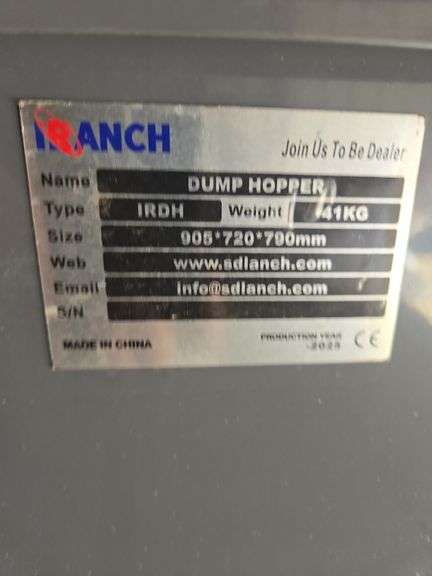 IRANCH
Join Us To Be Dealer
Name DUMP HOPPER
Type IRDH Weight 41KG
Size 905*720*790mm
Web www.sdlanch.com
Email info@sdlanch.com
S/N
MADE IN CHINA
PRODUCTION YEAR
CE